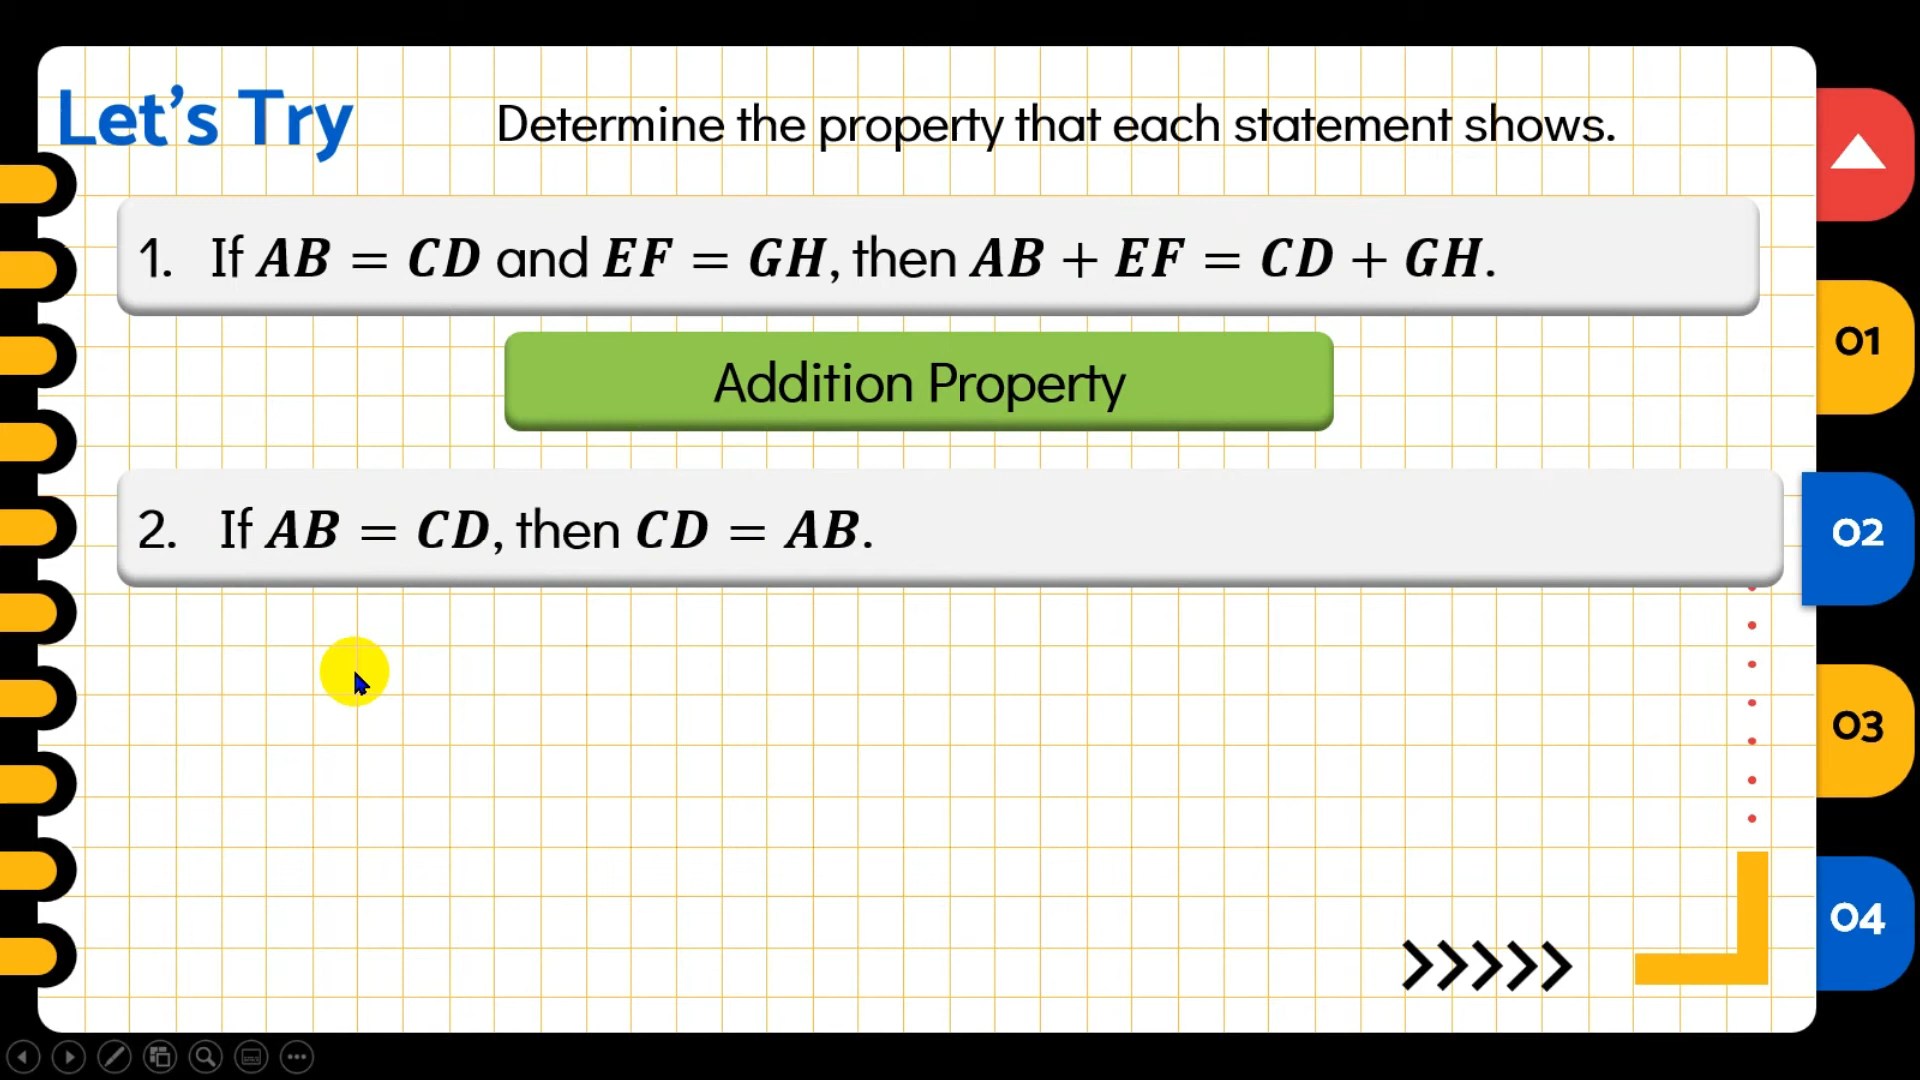 Let's Try
Determine the property that each statement shows.
1. If AB = CD and EF = GH, then AB + EF = CD + GH.
Addition Property
2. If AB = CD, then CD = AB.
01
02
03
04